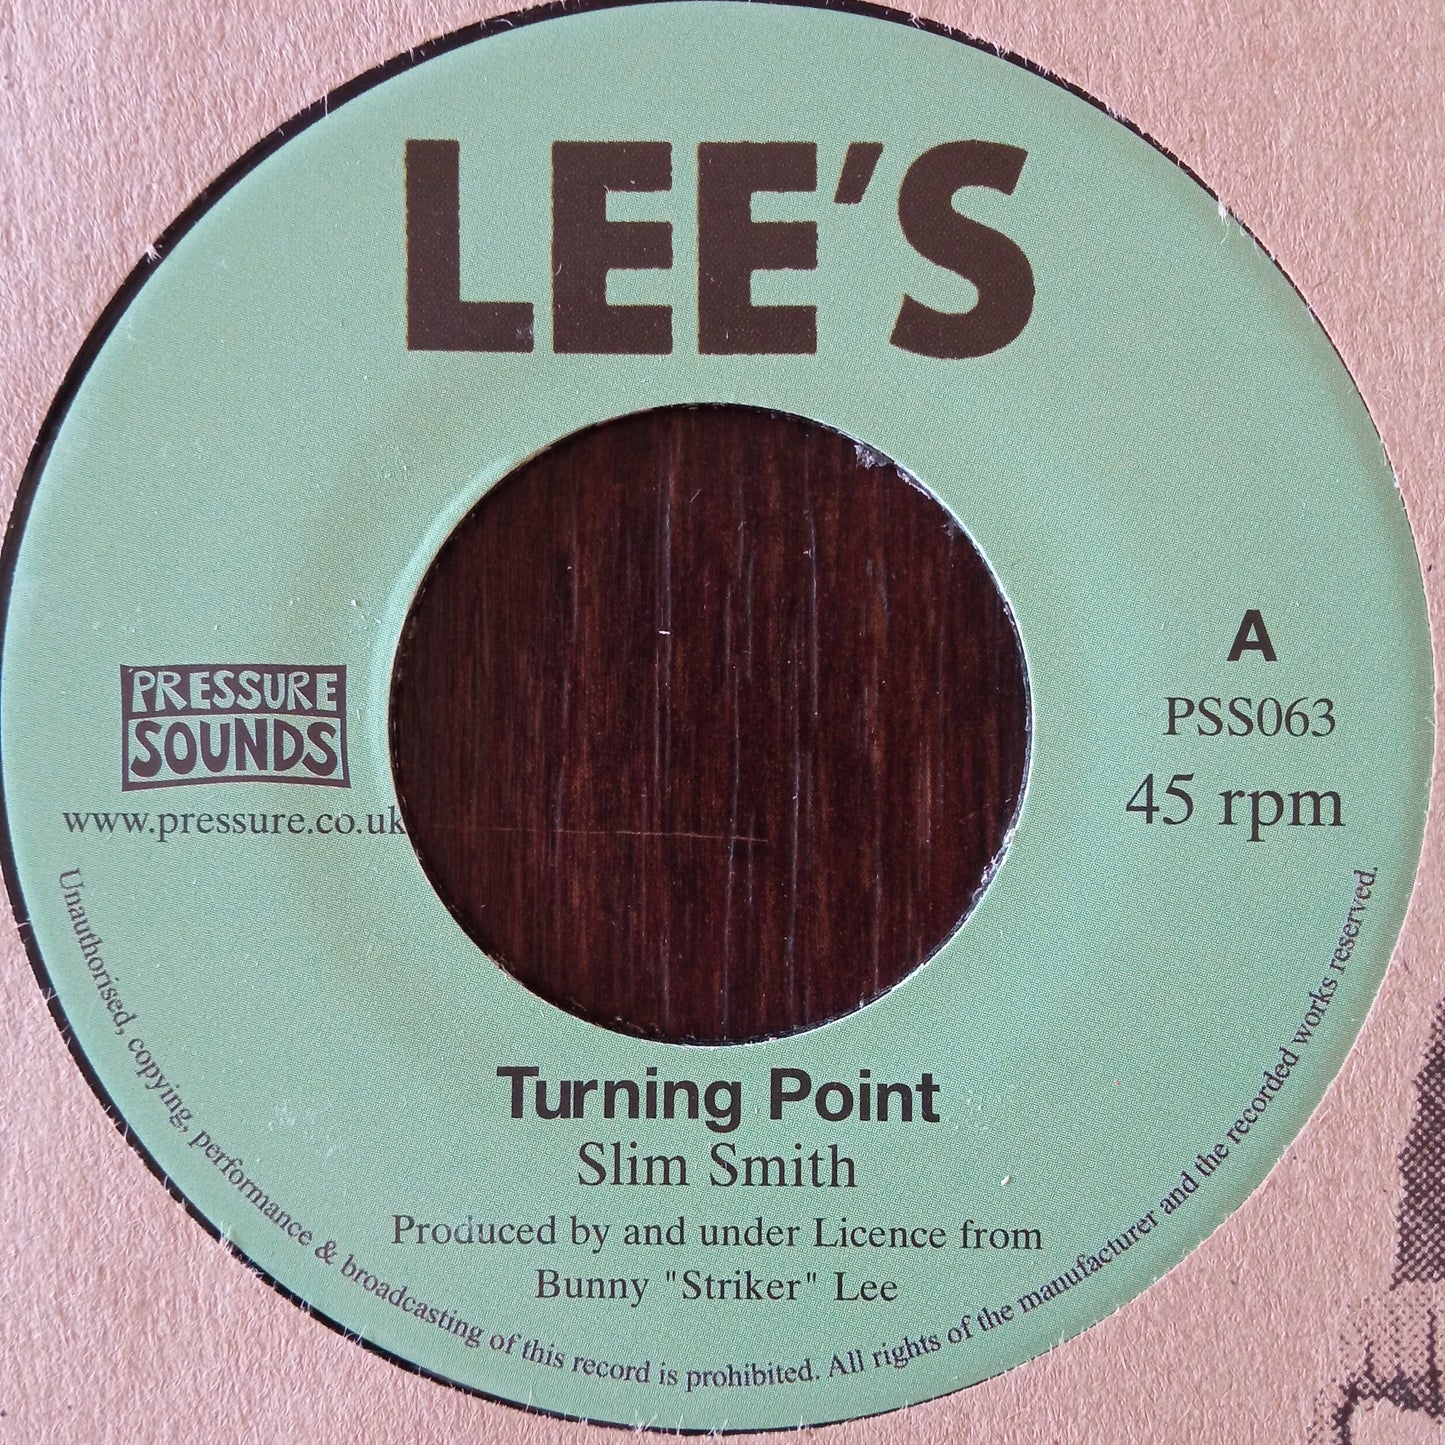 LEE'S
PRESSURE
SOUNDS
www.pressure.co.uk
A
PSS063
45 rpm
Turning Point
Slim Smith
Produced by and under Licence from
Bunny "Striker" Lee
Unauthorised, copying, performance & broadcasting of this record is prohibited. All rights of the manufacturer and the recorded works reserved.